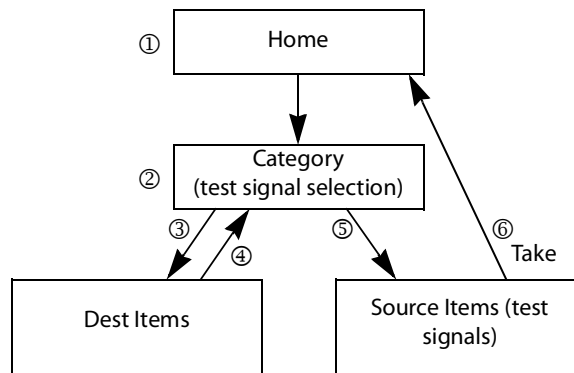 ① Home
② Category
(test signal selection)
③ ④ ⑤ ⑥ Take
Dest Items
Source Items (test
signals)